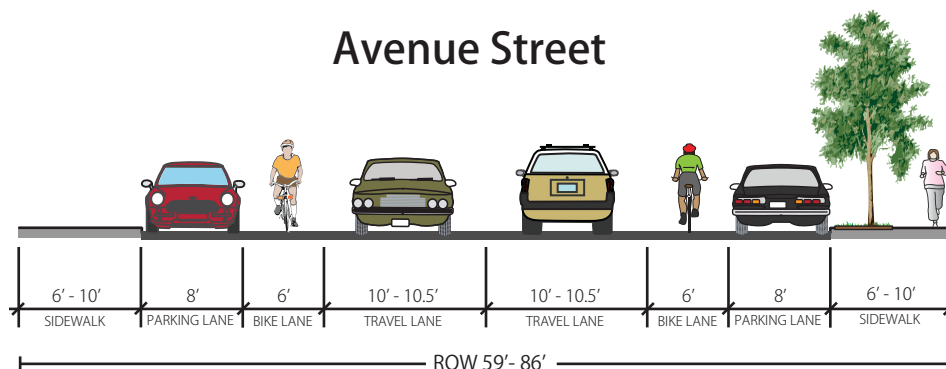 Avenue Street
6’ - 10’ 8’ 6’ 10’ - 10.5’ 10’ - 10.5’ 6’ 8’ 6’ - 10’
SIDEWALK PARKING LANE BIKE LANE TRAVEL LANE TRAVEL LANE BIKE LANE PARKING LANE SIDEWALK
ROW 59’- 86’